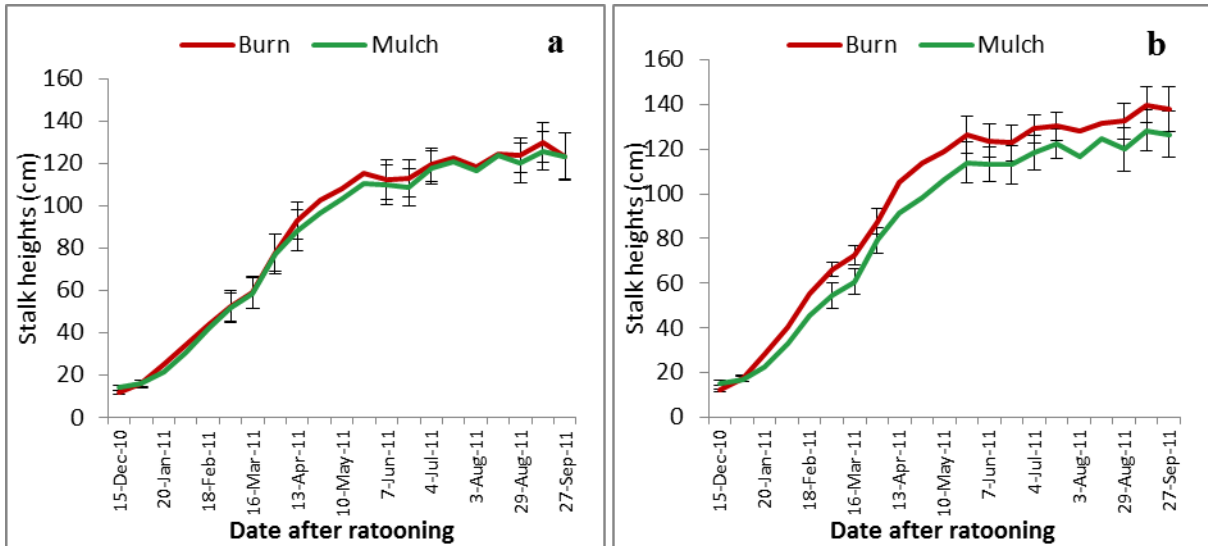 Burn Mulch a
160
140
120
100
80
60
40
20
0
Stalk heights (cm)
15-Dec-10
20-Jan-11
18-Feb-11
16-Mar-11
13-Apr-11
10-May-11
7-Jun-11
4-Jul-11
3-Aug-11
29-Aug-11
27-Sep-11
Date after ratooning
Burn Mulch b
160
140
120
100
80
60
40
20
0
Stalk heights (cm)
15-Dec-10
20-Jan-11
18-Feb-11
16-Mar-11
13-Apr-11
10-May-11
7-Jun-11
4-Jul-11
3-Aug-11
29-Aug-11
27-Sep-11
Date after ratooning